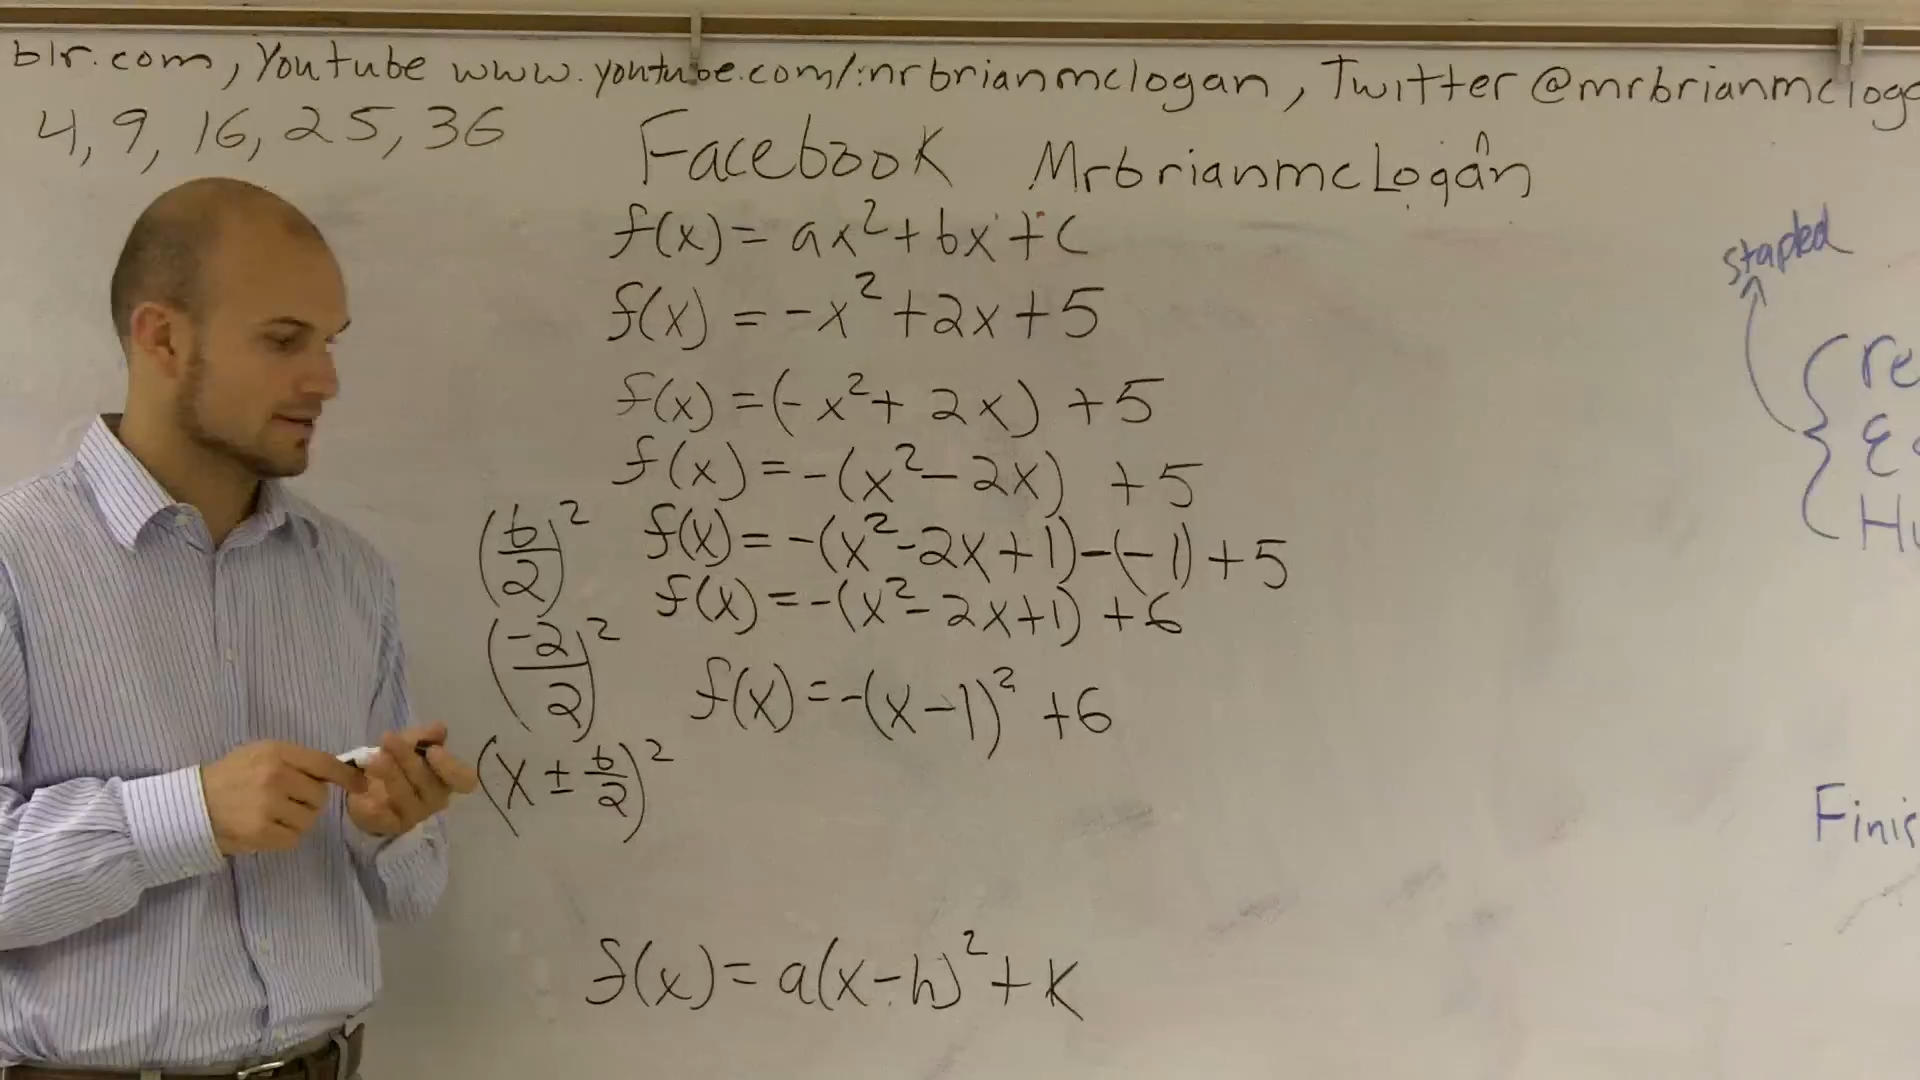 blr.com, Youtube www.youtube.com/mrbrianmclogan, Twitter @mrbrianmcloga
4, 9, 16, 25, 36
Facebook MrbrianmcLogan
f(x) = ax² + bx + c
f(x) = -x² + 2x + 5
f(x) = (-x² + 2x) + 5
f(x) = -(x² - 2x) + 5
(b/2)² f(x) = -(x² - 2x + 1) - (-1) + 5
f(x) = -(x² - 2x + 1) + 6
(-2/2)² f(x) = -(x - 1)² + 6
(x ± b/2)²
f(x) = a(x - h)² + k
stapled
Finis